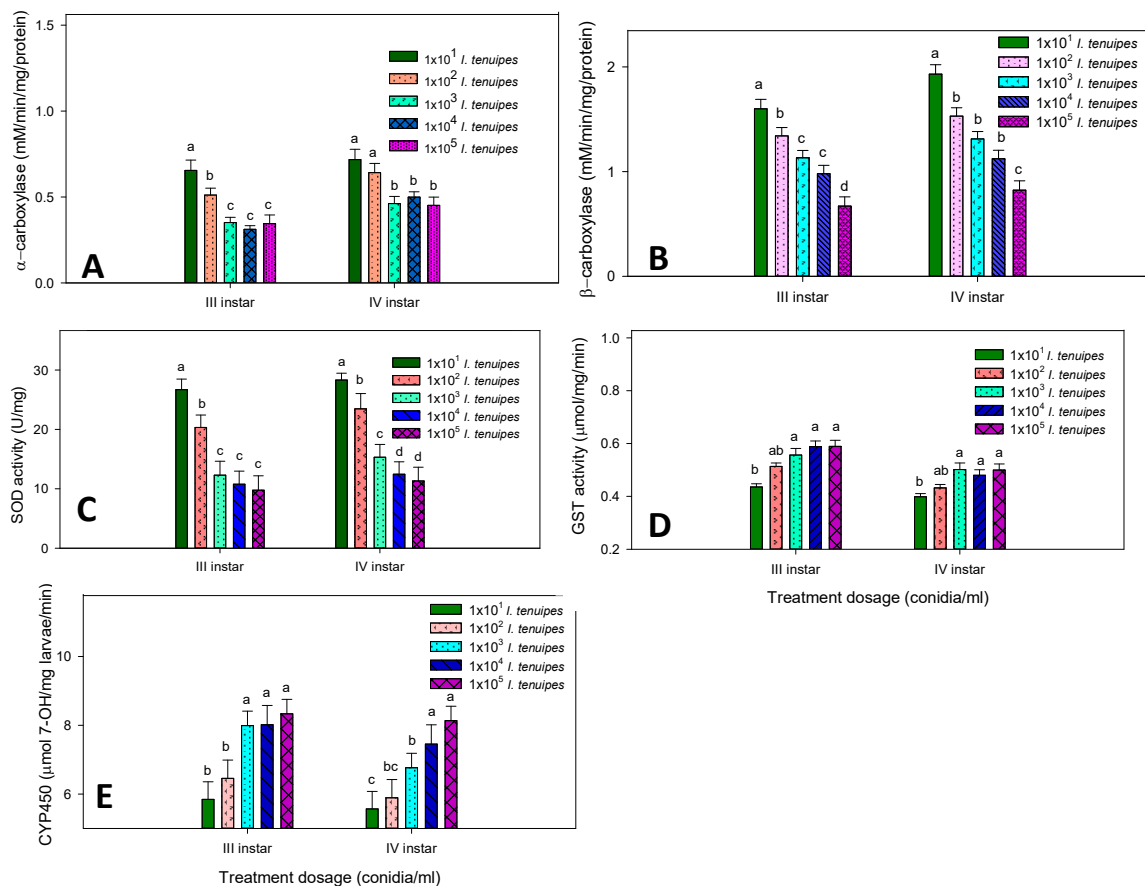 α−carboxylase (mM/min/mg/protein)
1.5
1.0
0.5
0.0
1x10¹ I. tenuipes
1x10² I. tenuipes
1x10³ I. tenuipes
1x10⁴ I. tenuipes
1x10⁵ I. tenuipes
a
b
c
c
c
a
a
b
b
b
A
III instar
IV instar
β−carboxylase (mM/min/mg/protein)
2
1
0
1x10¹ I. tenuipes
1x10² I. tenuipes
1x10³ I. tenuipes
1x10⁴ I. tenuipes
1x10⁵ I. tenuipes
a
b
c
c
d
a
b
b
b
c
B
III instar
IV instar
SOD activity (U/mg)
30
20
10
0
1x10¹ I. tenuipes
1x10² I. tenuipes
1x10³ I. tenuipes
1x10⁴ I. tenuipes
1x10⁵ I. tenuipes
a
b
c
c
c
a
b
c
d
d
C
III instar
IV instar
GST activity (μmol/mg/min)
1.0
0.8
0.6
0.4
0.2
1x10¹ I. tenuipes
1x10² I. tenuipes
1x10³ I. tenuipes
1x10⁴ I. tenuipes
1x10⁵ I. tenuipes
b
ab
a
a
a
b
ab
a
a
a
D
III instar
IV instar
Treatment dosage (conidia/ml)
CYP450 (μmol 7-OH/mg larvae/min)
10
8
6
1x10¹ I. tenuipes
1x10² I. tenuipes
1x10³ I. tenuipes
1x10⁴ I. tenuipes
1x10⁵ I. tenuipes
b
b
a
a
a
c
bc
b
a
a
E
III instar
IV instar
Treatment dosage (conidia/ml)